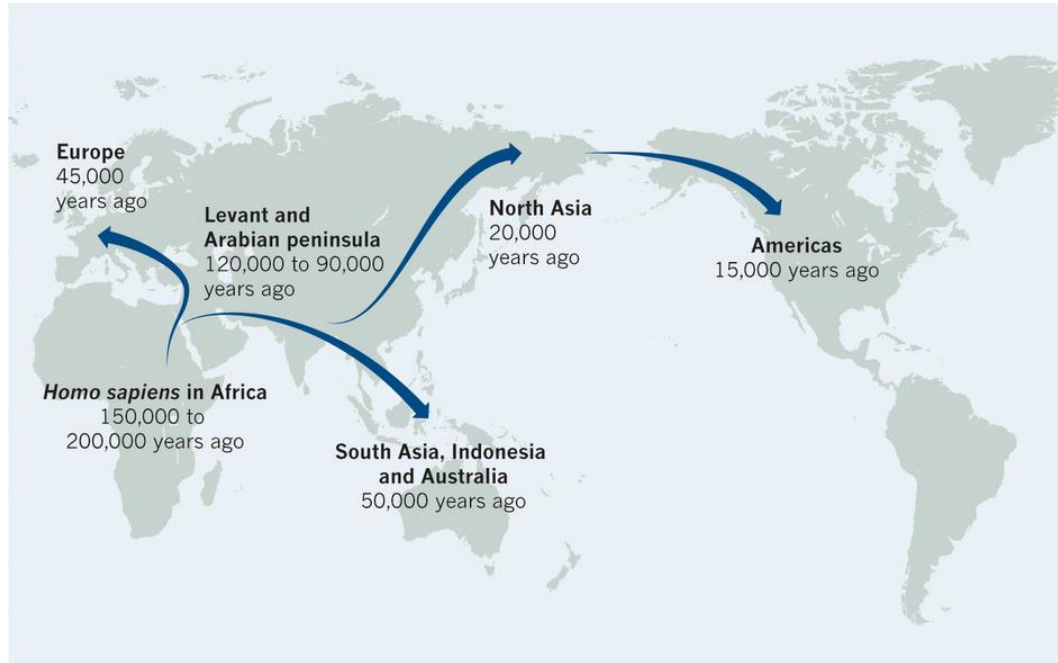 Europe
45,000
years ago
Levant and
Arabian peninsula
120,000 to 90,000
years ago
North Asia
20,000
years ago
Americas
15,000 years ago
Homo sapiens in Africa
150,000 to
200,000 years ago
South Asia, Indonesia
and Australia
50,000 years ago